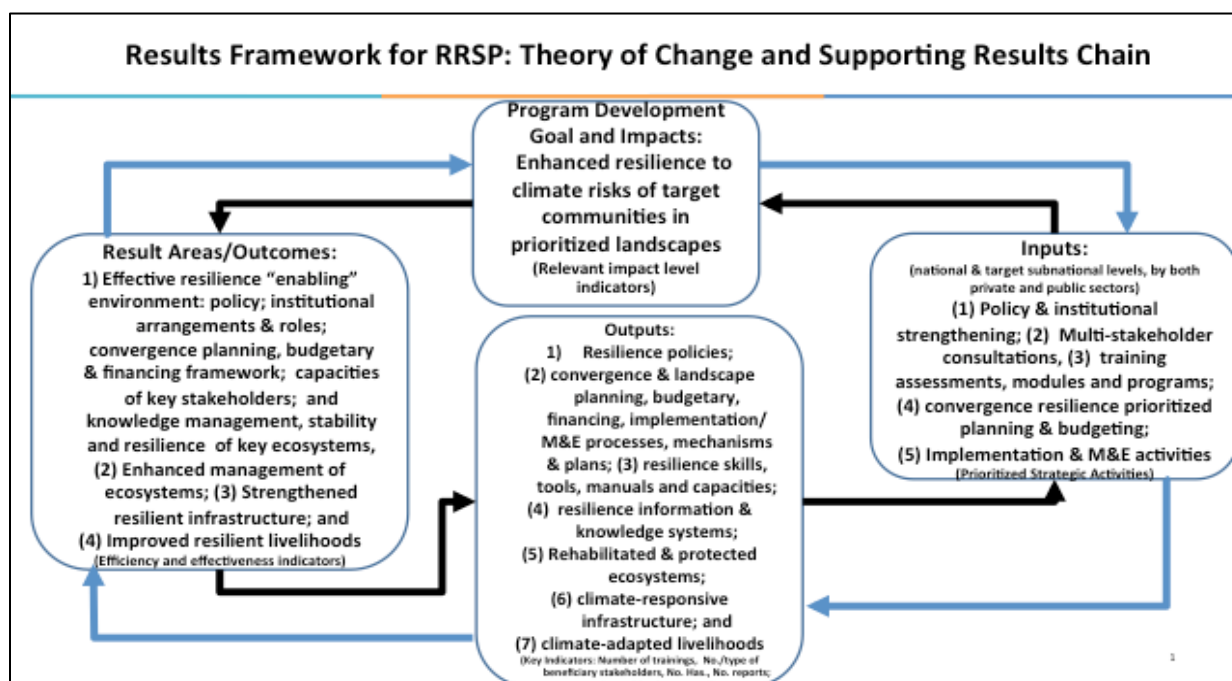 Results Framework for RRSP: Theory of Change and Supporting Results Chain
Program Development
Goal and Impacts:
Enhanced resilience to
climate risks of target
communities in
prioritized landscapes
(Relevant impact level
indicators)
Result Areas/Outcomes:
1) Effective resilience “enabling”
environment: policy; institutional
arrangements & roles;
convergence planning, budgetary
& financing framework; capacities
of key stakeholders; and
knowledge management, stability
and resilience of key ecosystems,
(2) Enhanced management of
ecosystems; (3) Strengthened
resilient infrastructure; and
(4) Improved resilient livelihoods
(Efficiency and effectiveness indicators)
Outputs:
1) Resilience policies;
(2) convergence & landscape
planning, budgetary,
financing, implementation/
M&E processes, mechanisms
& plans; (3) resilience skills,
tools, manuals and capacities;
(4) resilience information &
knowledge systems;
(5) Rehabilitated & protected
ecosystems;
(6) climate-responsive
infrastructure; and
(7) climate-adapted livelihoods
(Key Indicators: Number of trainings, No./type of
beneficiary stakeholders, No. Has., No. reports;
Inputs:
(national & target subnational levels, by both
private and public sectors)
(1) Policy & institutional
strengthening; (2) Multi-stakeholder
consultations, (3) training
assessments, modules and programs;
(4) convergence resilience prioritized
planning & budgeting;
(5) Implementation & M&E activities
(Prioritized Strategic Activities)
1